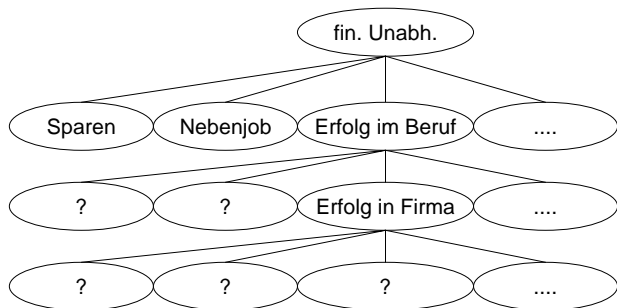 fin. Unabh.
Sparen Nebenjob Erfolg im Beruf ....
? ? Erfolg in Firma ....
? ? ? ....